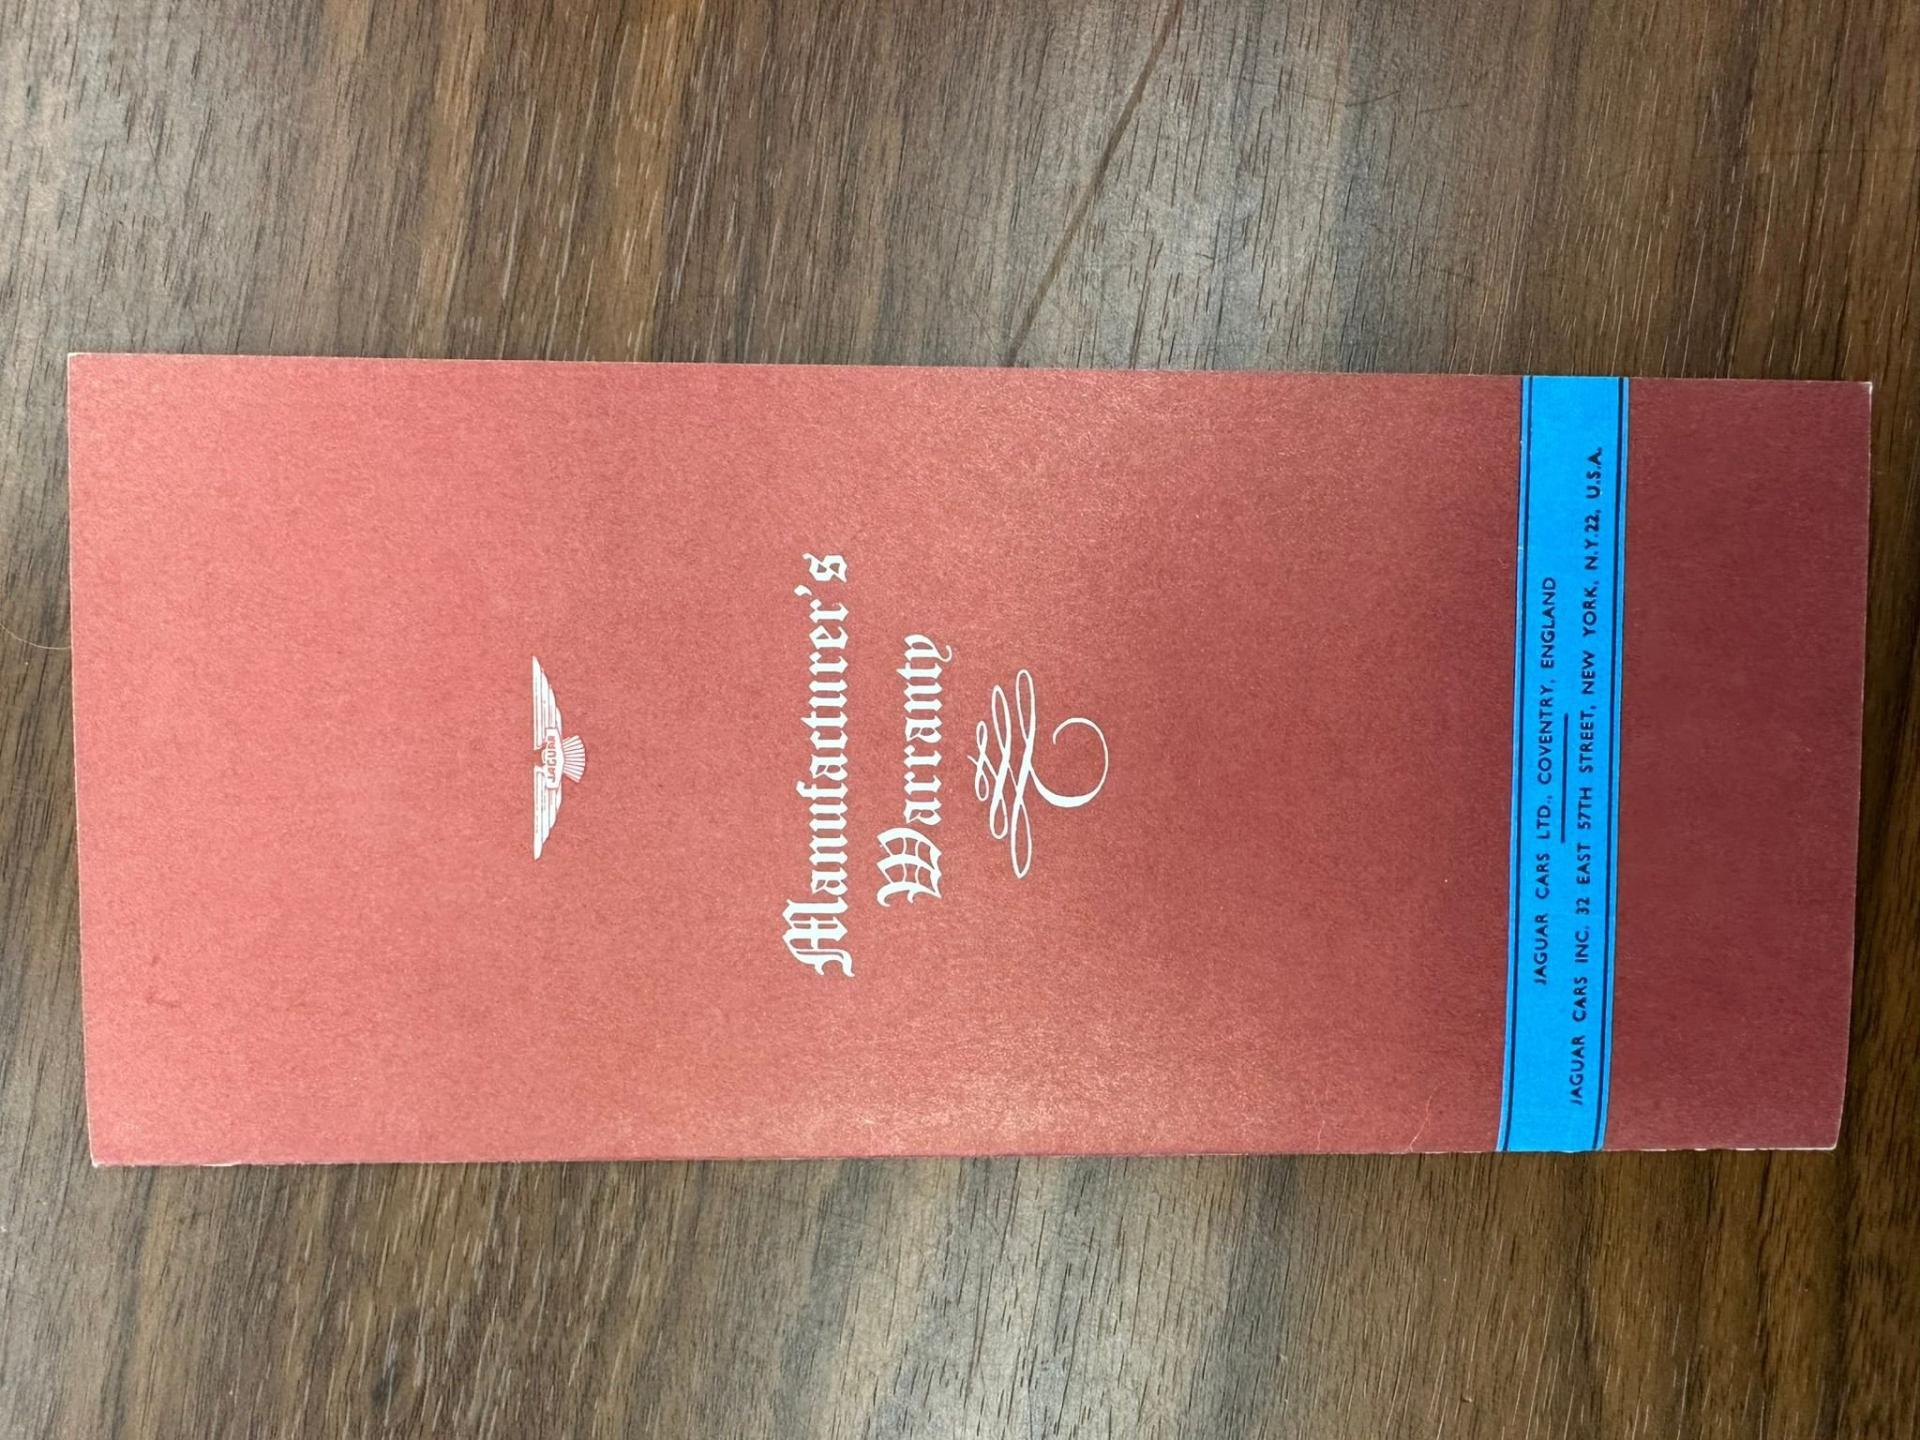 JAGUAR
Manufacturer's
Warranty
JAGUAR CARS LTD., COVENTRY, ENGLAND
JAGUAR CARS INC. 32 EAST 57TH STREET, NEW YORK, N.Y.22, U.S.A.